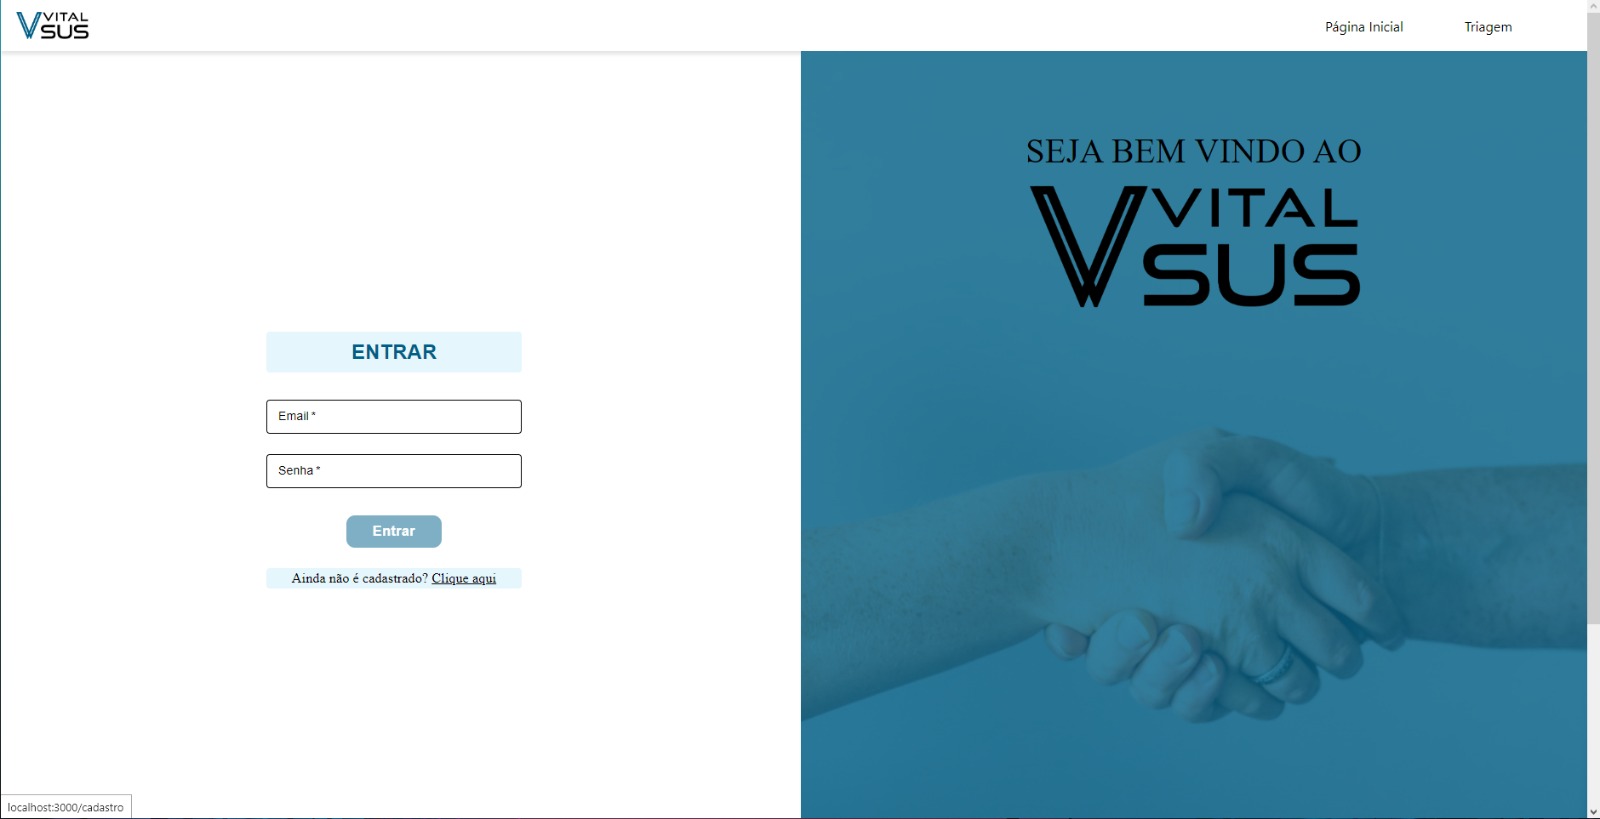 VITAL
SUS
Página Inicial
Triagem
SEJA BEM VINDO AO
VITAL
SUS
ENTRAR
Email *
Senha *
Entrar
Ainda não é cadastrado? Clique aqui
localhost:3000/cadastro